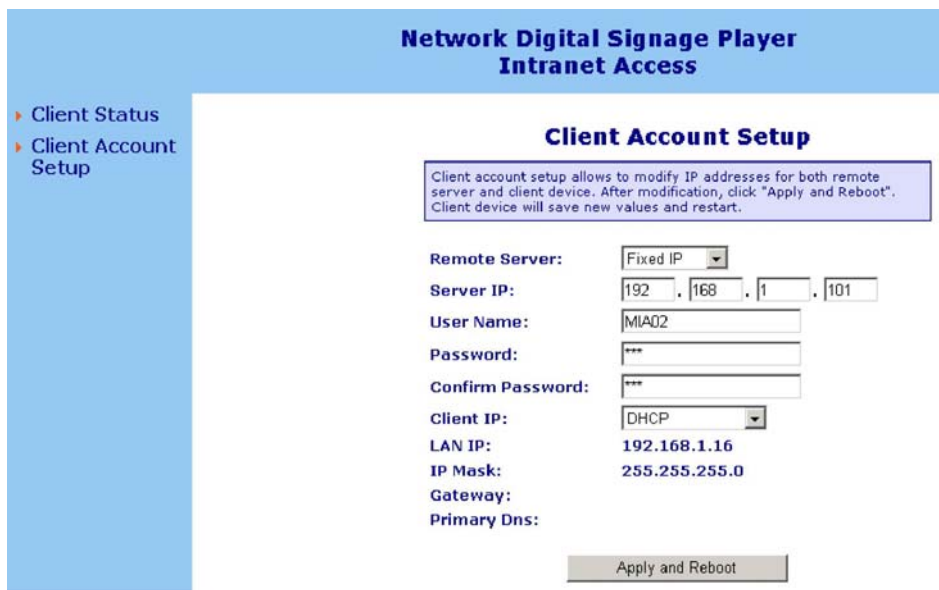 Network Digital Signage Player
Intranet Access
Client Status
Client Account
Setup
Client Account Setup
Client account setup allows to modify IP addresses for both remote
server and client device. After modification, click "Apply and Reboot".
Client device will save new values and restart.
Remote Server: Fixed IP
Server IP: 192 . 168 . 1 . 101
User Name: MIA02
Password: ***
Confirm Password: ***
Client IP: DHCP
LAN IP: 192.168.1.16
IP Mask: 255.255.255.0
Gateway:
Primary Dns:
Apply and Reboot